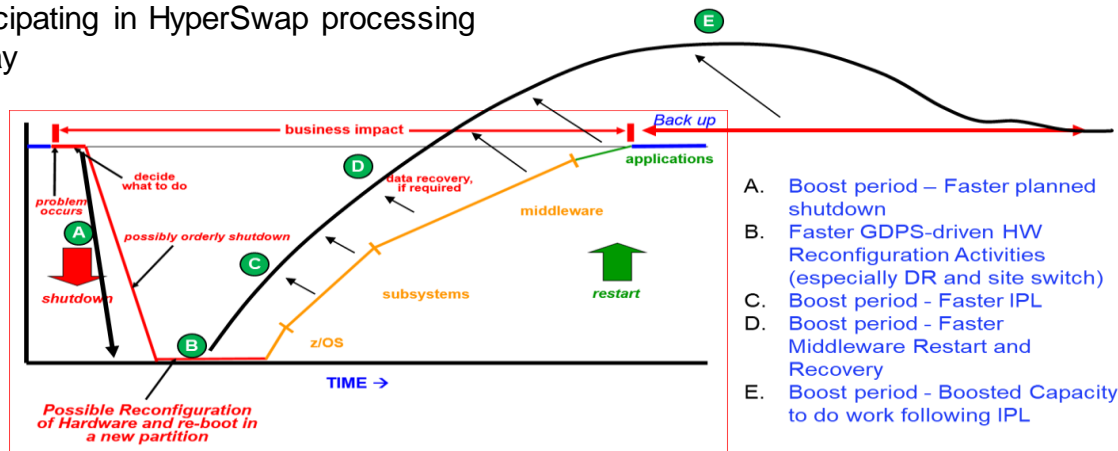 cipating in HyperSwap processing
ay
E
business impact
Back up
applications
decide
what to do
D
data recovery,
if required
problem
occurs
middleware
A
possibly orderly shutdown
C
shutdown
subsystems
restart
B
z/OS
TIME →
Possible Reconfiguration
of Hardware and re-boot in
a new partition
A. Boost period – Faster planned
shutdown
B. Faster GDPS-driven HW
Reconfiguration Activities
(especially DR and site switch)
C. Boost period - Faster IPL
D. Boost period - Faster
Middleware Restart and
Recovery
E. Boost period - Boosted Capacity
to do work following IPL